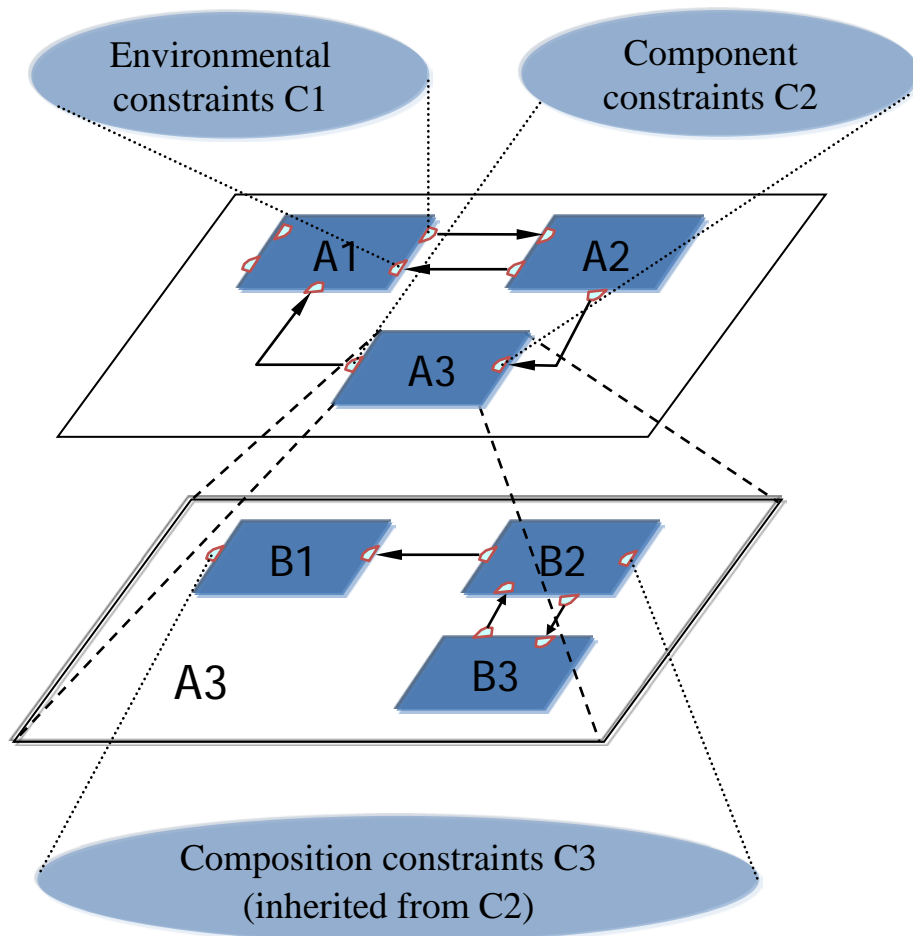 Environmental
constraints C1
Component
constraints C2
A1
A2
A3
B1
B2
B3
A3
Composition constraints C3
(inherited from C2)